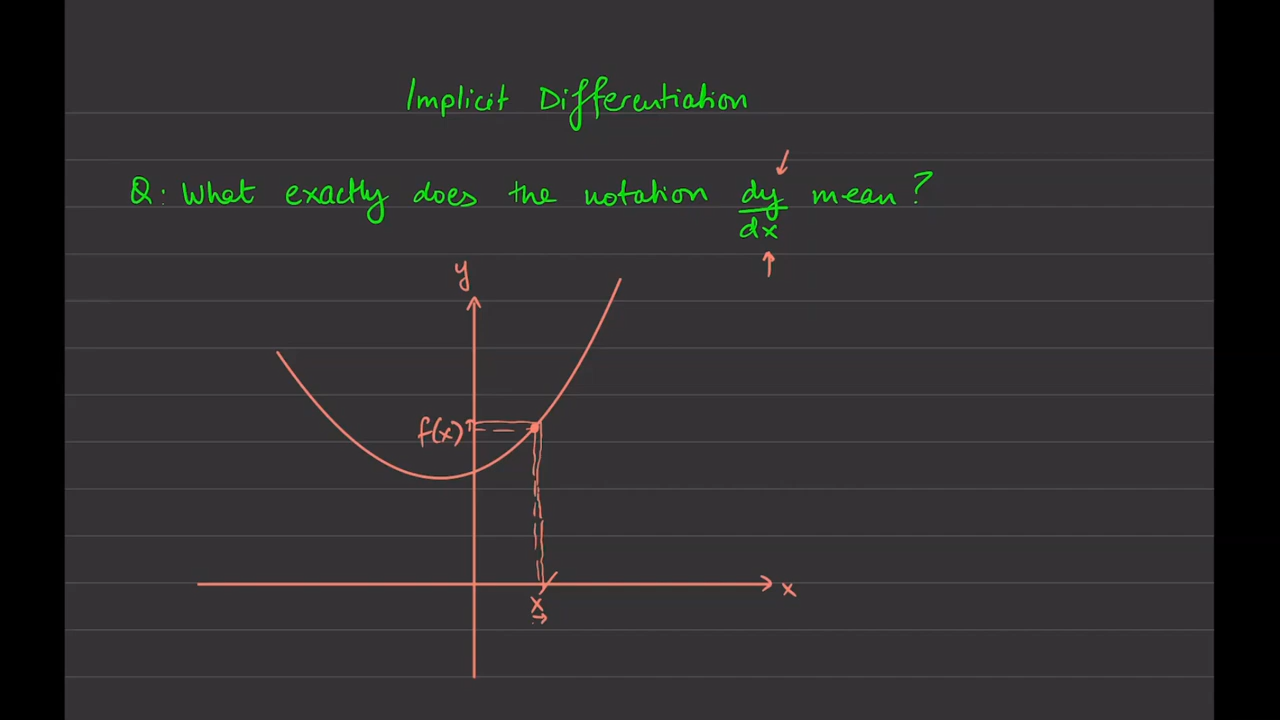 Implicit Differentiation
Q: What exactly does the notation dy/dx mean?
y
f(x)
x
x